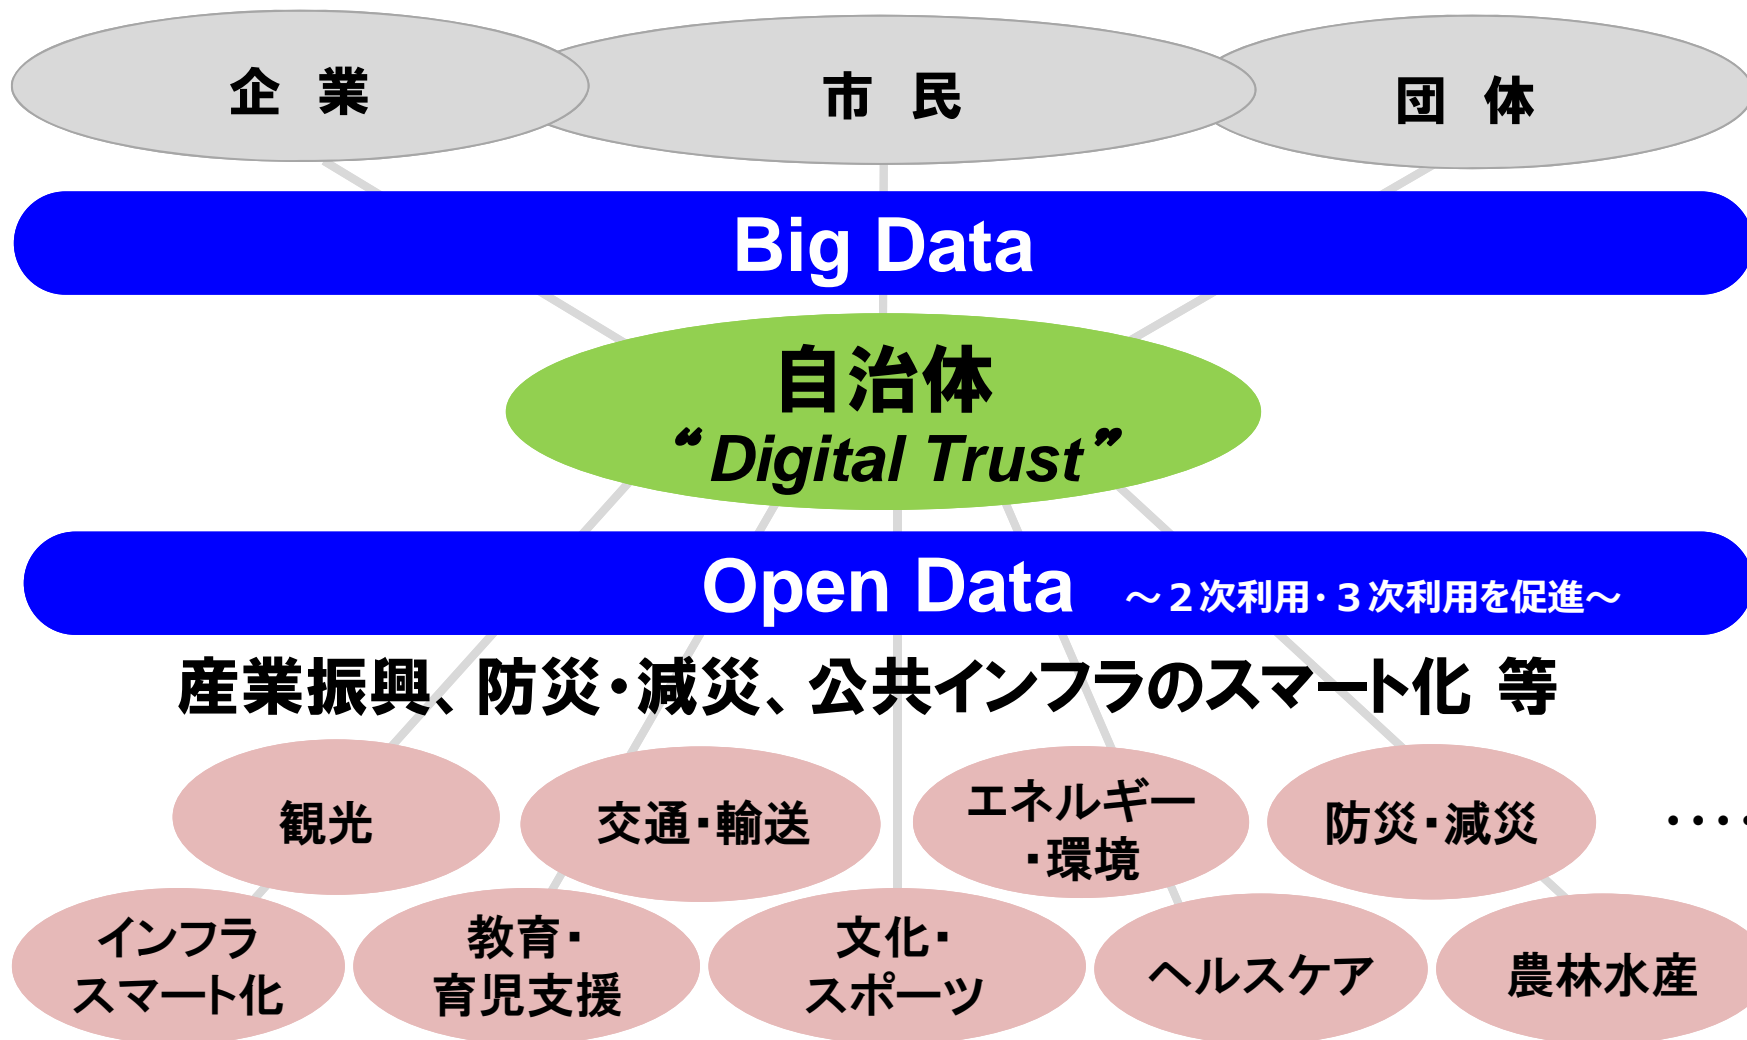 企　業
市　民
団　体
Big Data
自治体
“Digital Trust”
Open Data ～２次利用・３次利用を促進～
産業振興、防災・減災、公共インフラのスマート化 等
観光
交通・輸送
エネルギー
・環境
防災・減災
・・・・
インフラ
スマート化
教育・
育児支援
文化・
スポーツ
ヘルスケア
農林水産